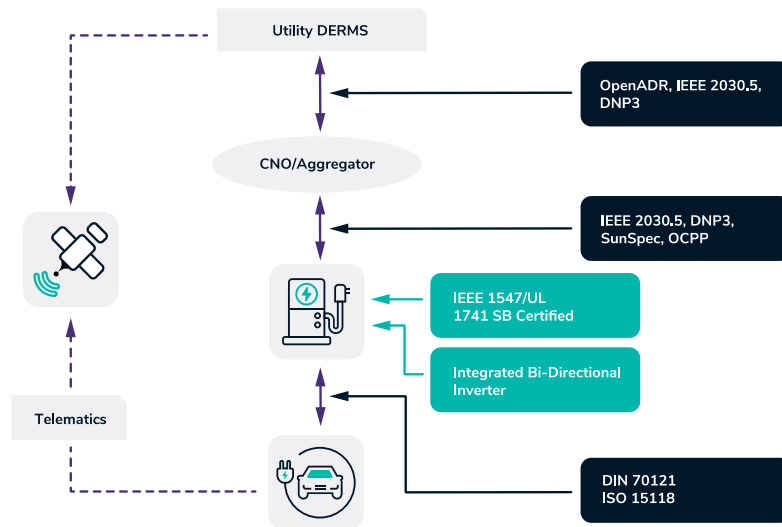 Utility DERMS
OpenADR, IEEE 2030.5,
DNP3
CNO/Aggregator
IEEE 2030.5, DNP3,
SunSpec, OCPP
IEEE 1547/UL
1741 SB Certified
Integrated Bi-Directional
Inverter
Telematics
DIN 70121
ISO 15118